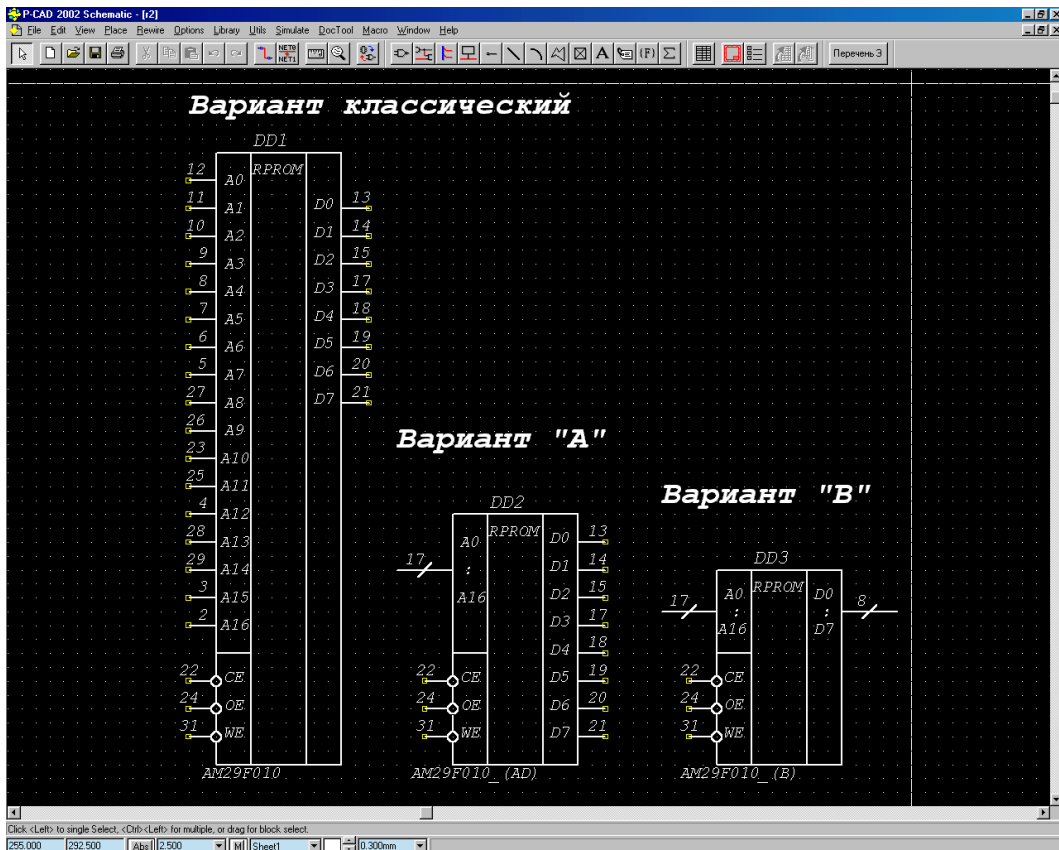 P-CAD 2002 Schematic - [r2]
File Edit View Place Rewire Options Library Utils Simulate DocTool Macro Window Help
NET0
NET1
A
(F)
Σ
Перечень Э
Вариант классический
DD1
RPROM
12 A0
11 A1
10 A2
9 A3
8 A4
7 A5
6 A6
5 A7
27 A8
26 A9
23 A10
25 A11
4 A12
28 A13
29 A14
3 A15
2 A16
22 CE
24 OE
31 WE
D0 13
D1 14
D2 15
D3 17
D4 18
D5 19
D6 20
D7 21
AM29F010
Вариант "А"
DD2
RPROM
17
A0
:
A16
22 CE
24 OE
31 WE
D0 13
D1 14
D2 15
D3 17
D4 18
D5 19
D6 20
D7 21
AM29F010_(AD)
Вариант "В"
DD3
RPROM
17
A0
:
A16
D0
:
D7
8
22 CE
24 OE
31 WE
AM29F010_(B)
Click <Left> to single Select, <Ctrl><Left> for multiple, or drag for block select.
255.000 292.500 Abs 2.500 M Sheet1 0.300mm